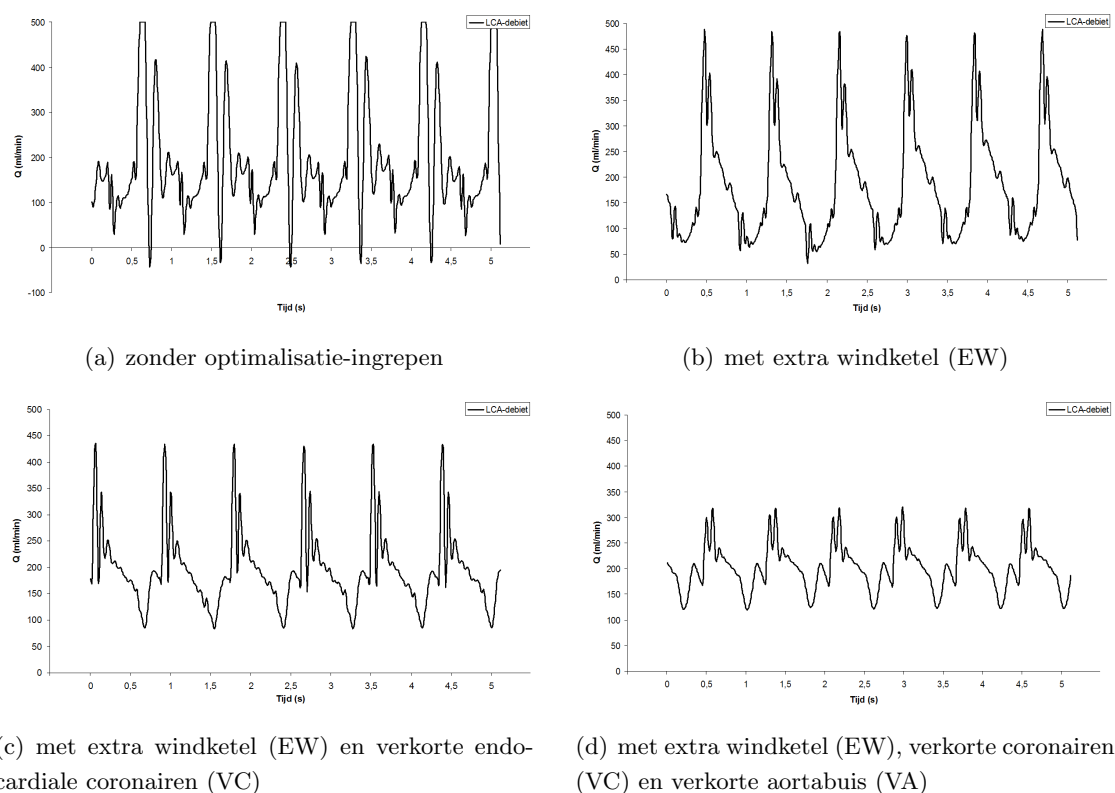 LCA-debiet
500
400
300
200
100
0
-100
Q (ml/min)
0 0,5 1 1,5 2 2,5 3 3,5 4 4,5 5
Tijd (s)
(a) zonder optimalisatie-ingrepen
LCA-debiet
500
450
400
350
300
250
200
150
100
50
0
Q (ml/min)
0 0,5 1 1,5 2 2,5 3 3,5 4 4,5 5
Tijd (s)
(b) met extra windketel (EW)
LCA-debiet
500
450
400
350
300
250
200
150
100
50
0
Q (ml/min)
0 0,5 1 1,5 2 2,5 3 3,5 4 4,5 5
Tijd (s)
(c) met extra windketel (EW) en verkorte endo-
cardiale coronairen (VC)
LCA-debiet
500
450
400
350
300
250
200
150
100
50
0
Q (ml/min)
0 0,5 1 1,5 2 2,5 3 3,5 4 4,5 5
Tijd (s)
(d) met extra windketel (EW), verkorte coronairen
(VC) en verkorte aortabuis (VA)